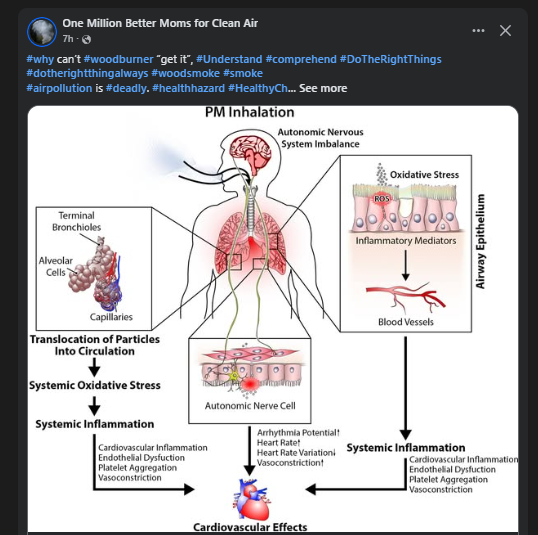 One Million Better Moms for Clean Air
7h ·
#why can't #woodburner "get it", #Understand #comprehend #DoTheRightThings
#dotherightthingalways #woodsmoke #smoke
#airpollution is #deadly. #healthhazard #HealthyCh... See more
PM Inhalation
Autonomic Nervous
System Imbalance
Terminal
Bronchioles
Alveolar
Cells
Capillaries
Translocation of Particles
Into Circulation
Systemic Oxidative Stress
Systemic Inflammation
Cardiovascular Inflammation
Endothelial Dysfuction
Platelet Aggregation
Vasoconstriction
Autonomic Nerve Cell
Arrhythmia Potential↑
Heart Rate↑
Heart Rate Variation↓
Vasoconstriction↑
Oxidative Stress
ROS
Inflammatory Mediators
Blood Vessels
Airway Epithelium
Systemic Inflammation
Cardiovascular Inflammation
Endothelial Dysfuction
Platelet Aggregation
Vasoconstriction
Cardiovascular Effects